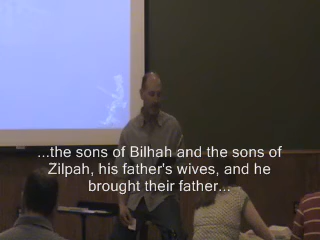 ...the sons of Bilhah and the sons of
Zilpah, his father's wives, and he
brought their father...